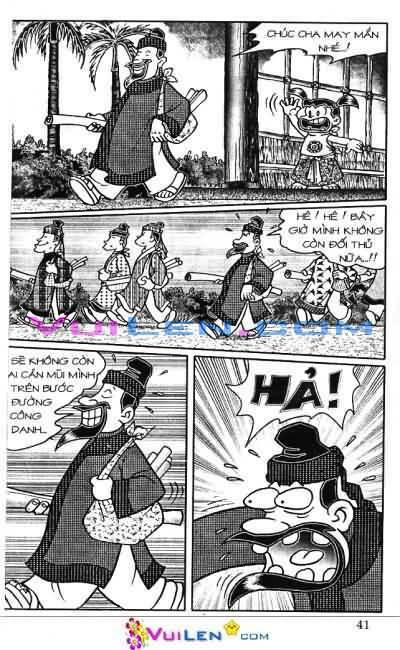 CHÚC CHA MAY MẮN
NHÉ..!
HÊ! HÊ! BÂY
GIỜ MÌNH KHÔNG
CÒN ĐỐI THỦ
NỮA...!!
VUILEN.COM
SẼ KHÔNG CÒN
AI CẢN MŨI MÌNH
TRÊN BƯỚC
ĐƯỜNG
CÔNG
DANH...
HẢ!
41
VUILEN.COM